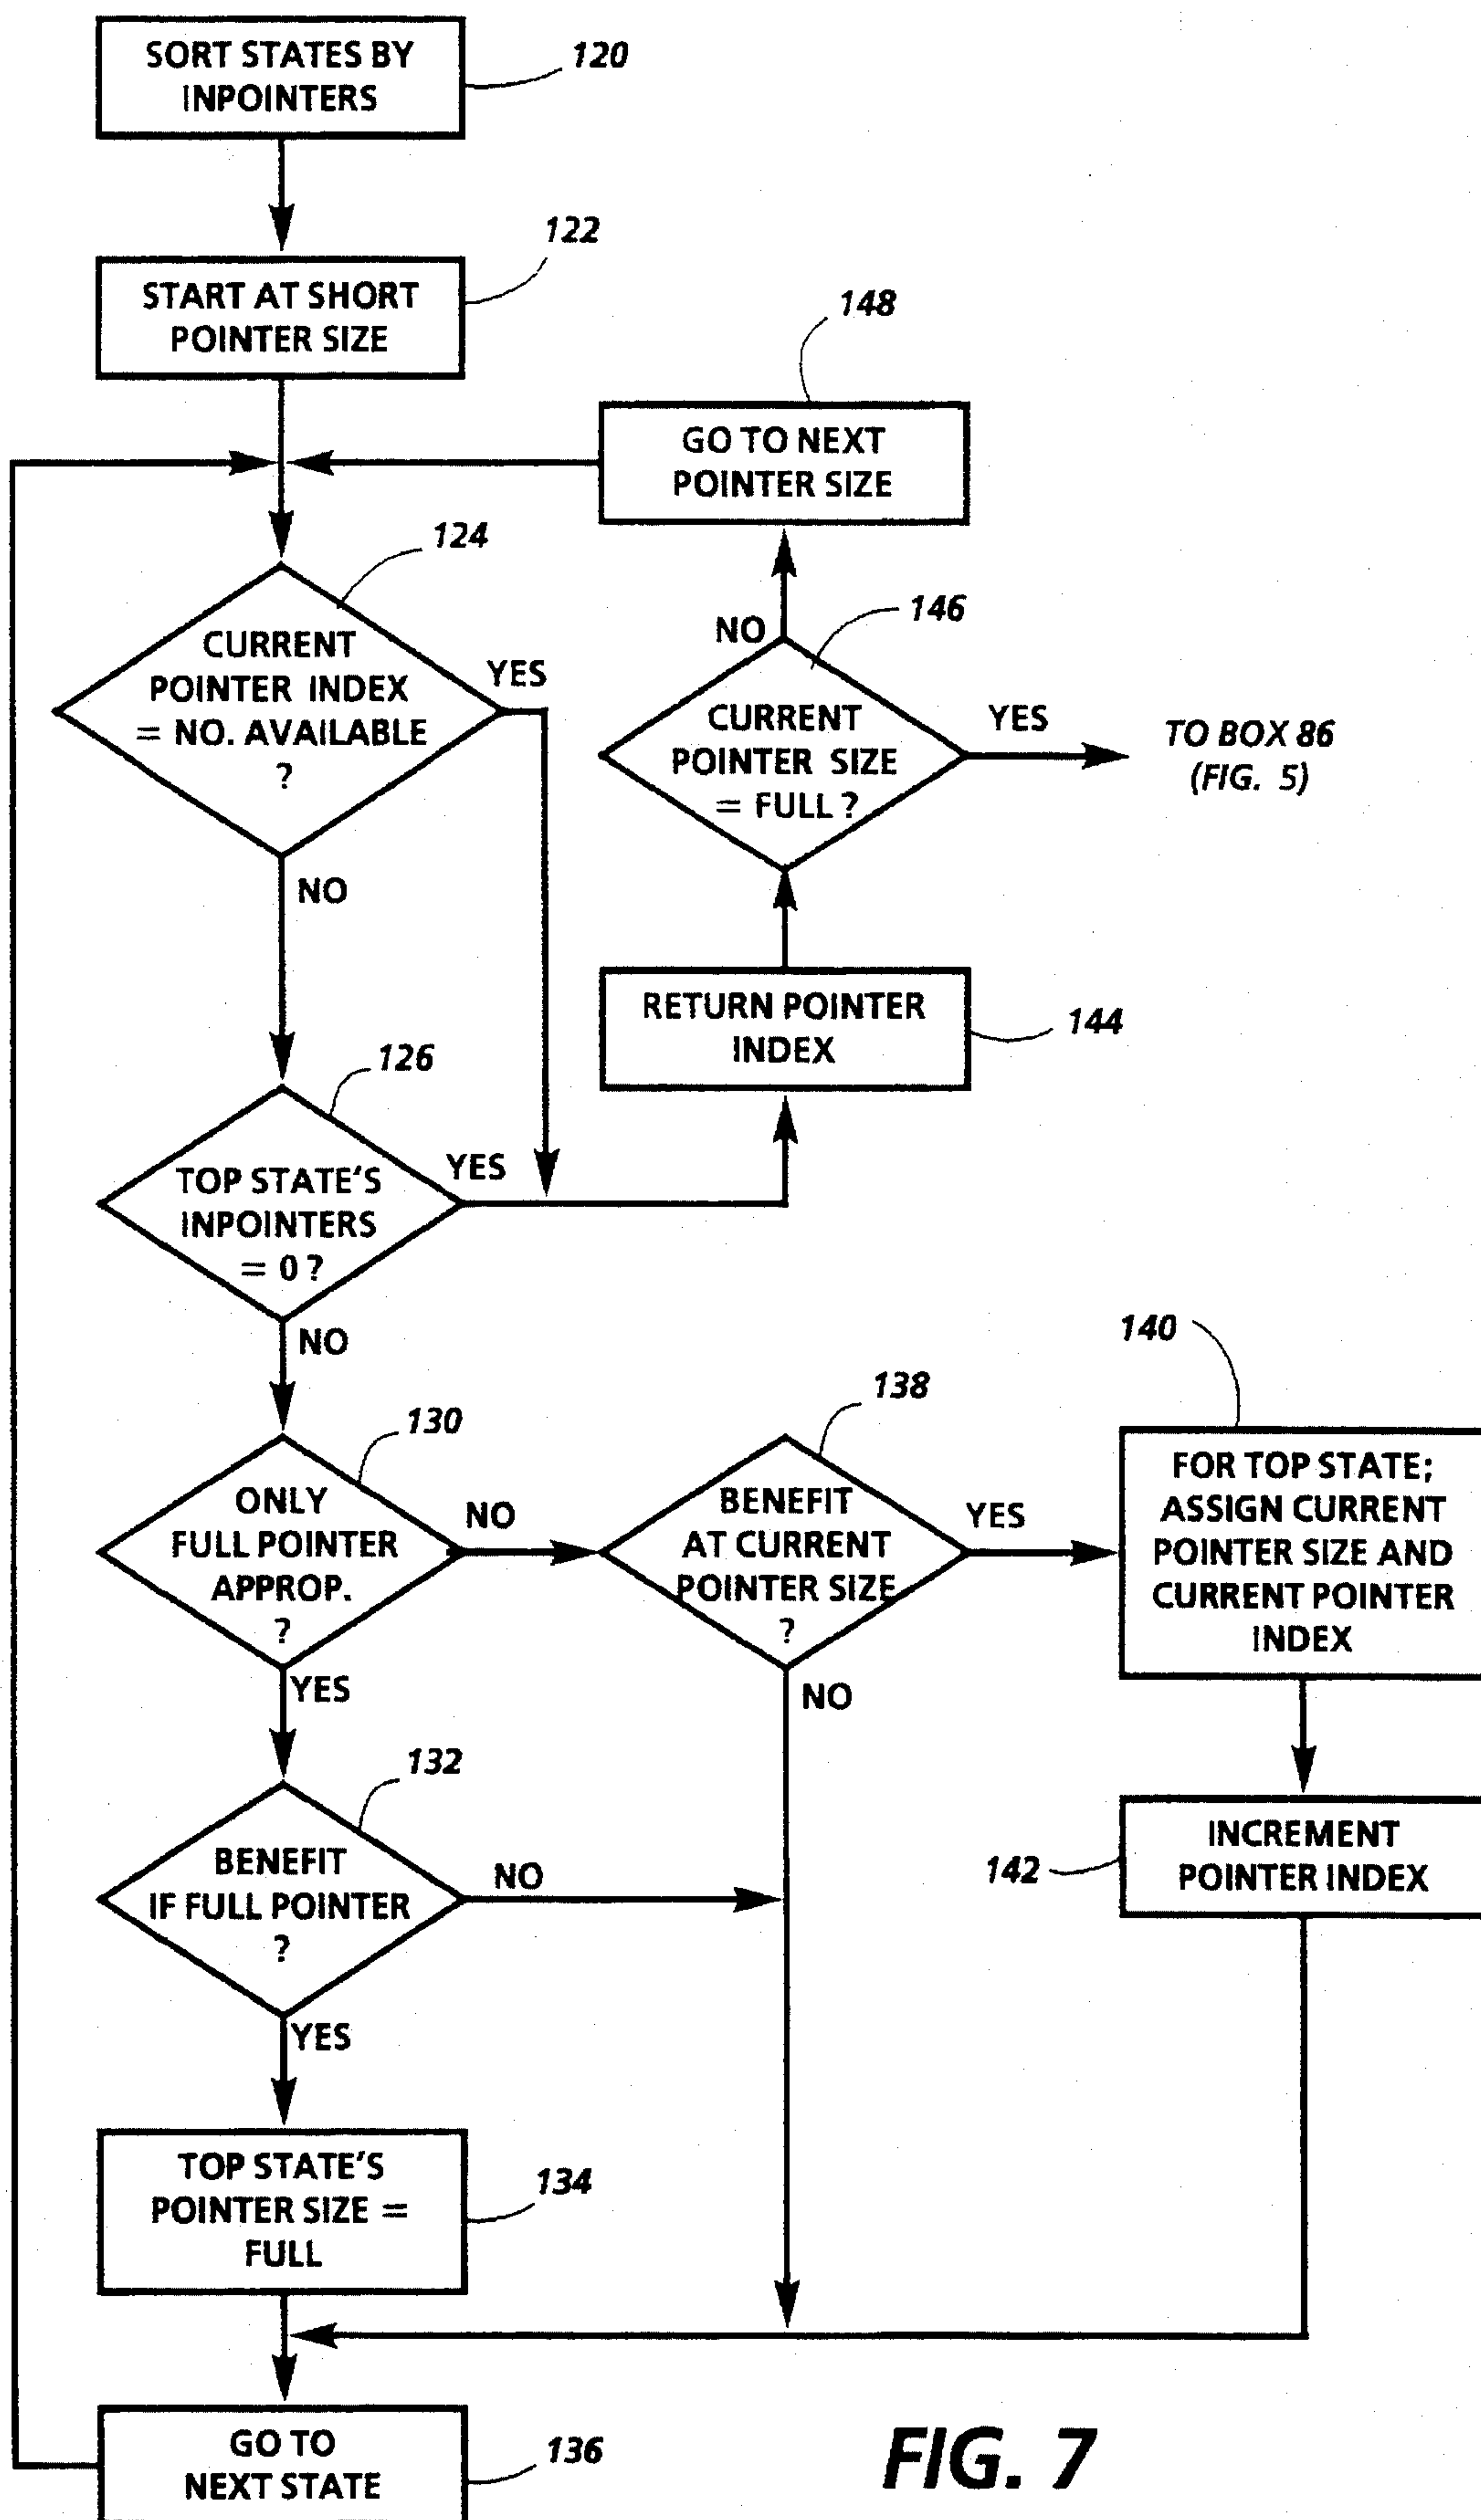 SORT STATES BY
INPOINTERS
120
START AT SHORT
POINTER SIZE
122
GO TO NEXT
POINTER SIZE
148
CURRENT
POINTER INDEX
= NO. AVAILABLE
?
124
YES
NO
CURRENT
POINTER SIZE
= FULL ?
146
NO
YES
TO BOX 86
(FIG. 5)
RETURN POINTER
INDEX
144
TOP STATE'S
INPOINTERS
= 0 ?
126
YES
NO
ONLY
FULL POINTER
APPROP.
?
130
NO
YES
BENEFIT
AT CURRENT
POINTER SIZE
?
138
YES
NO
FOR TOP STATE;
ASSIGN CURRENT
POINTER SIZE AND
CURRENT POINTER
INDEX
140
INCREMENT
POINTER INDEX
142
BENEFIT
IF FULL POINTER
?
132
NO
YES
TOP STATE'S
POINTER SIZE =
FULL
134
GO TO
NEXT STATE
136
FIG. 7